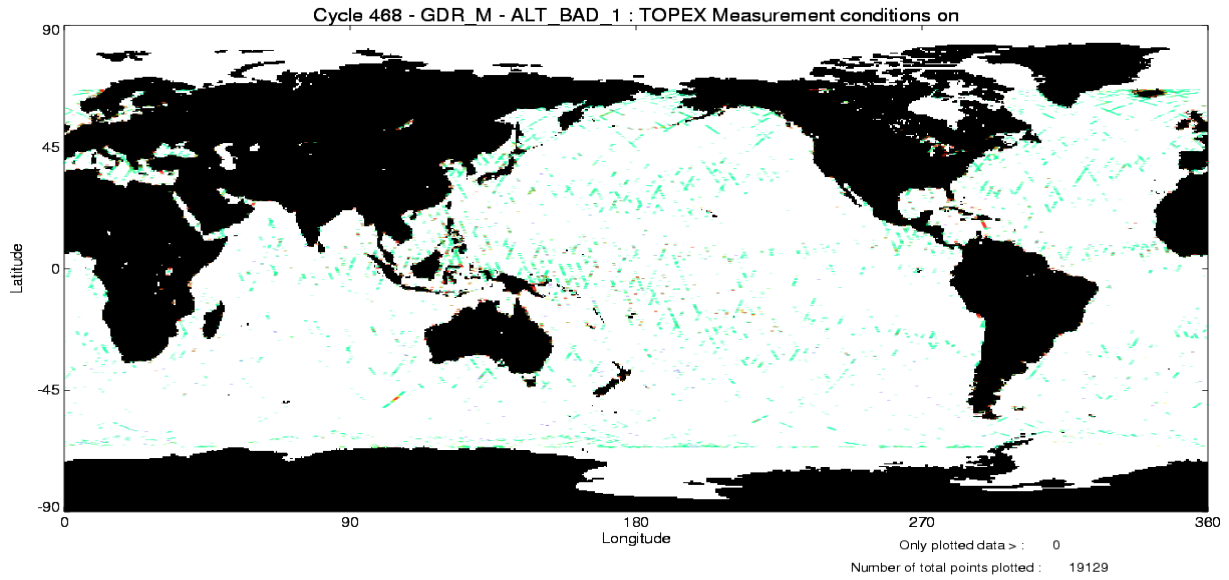 Cycle 468 - GDR_M - ALT_BAD_1 : TOPEX Measurement conditions on
90
45
0
-45
-90
Latitude
0 90 180 270 360
Longitude
Only plotted data > : 0
Number of total points plotted : 19129